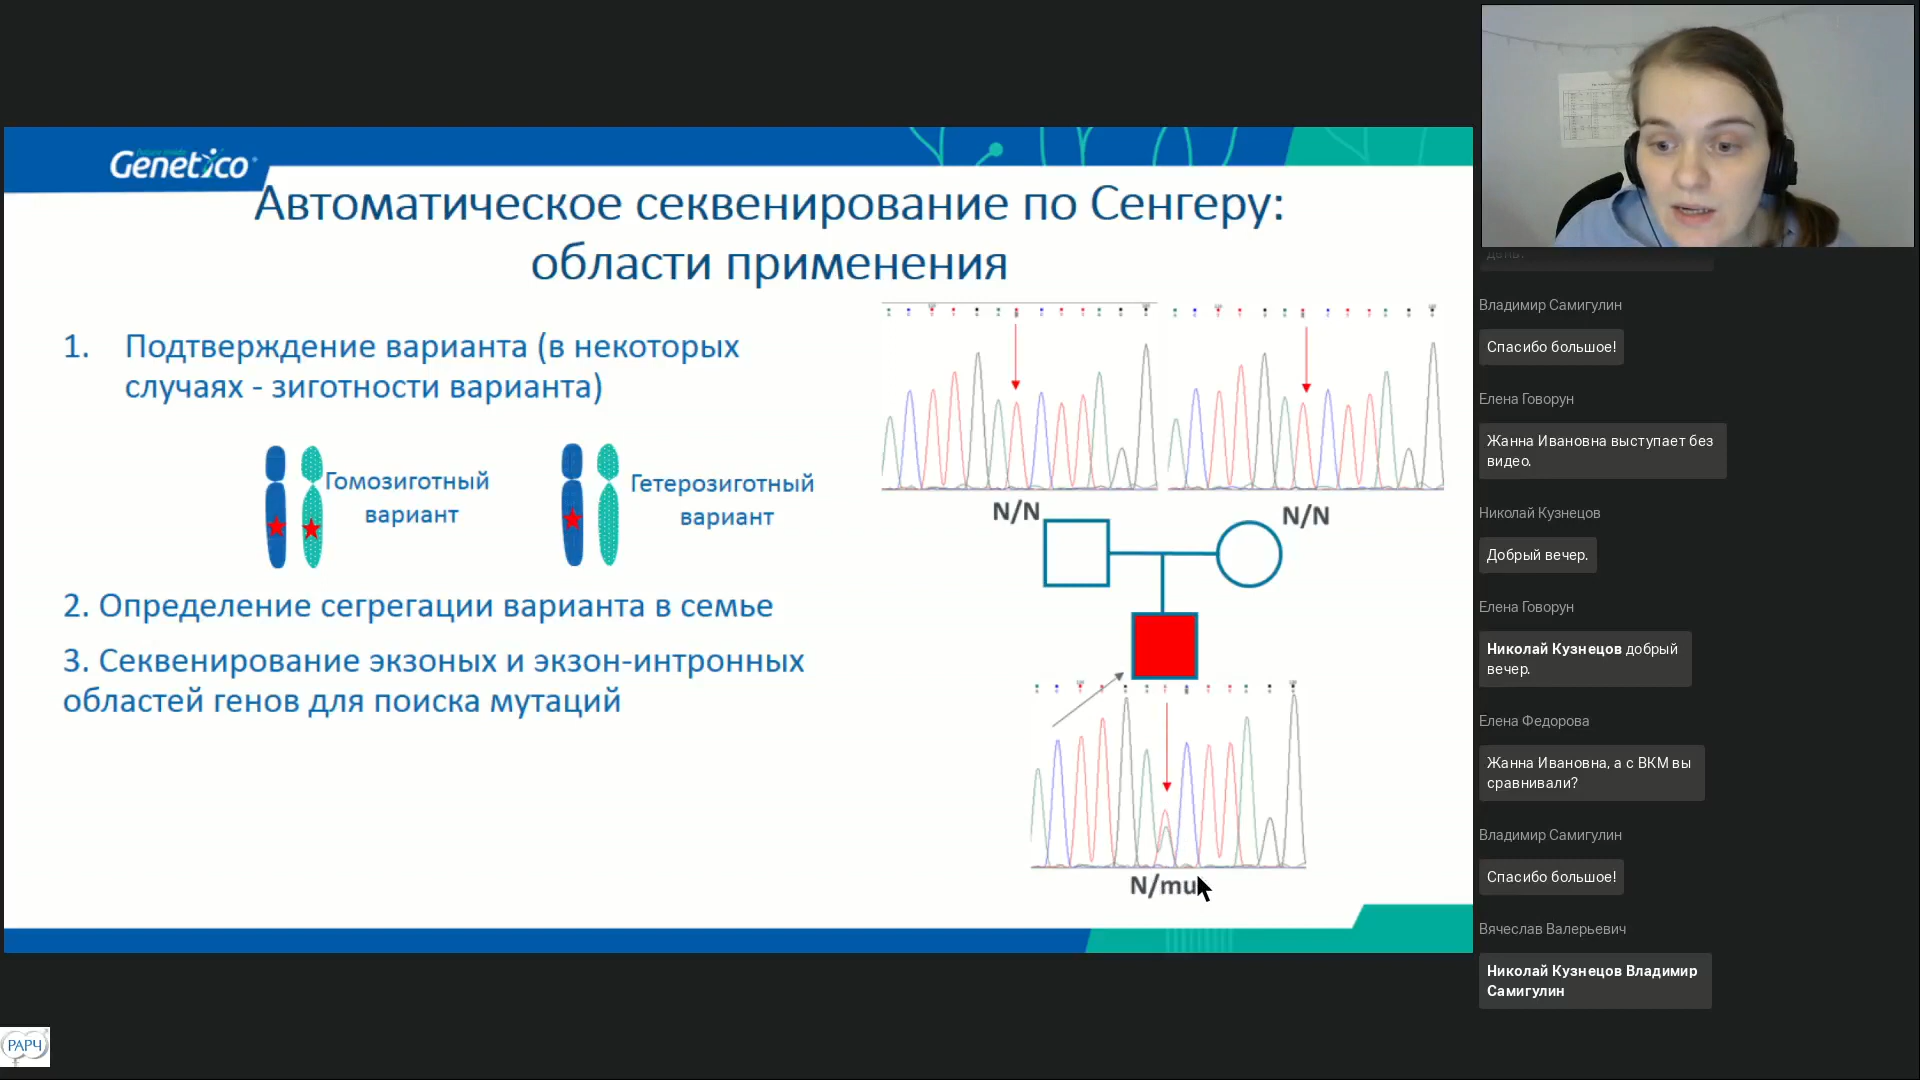 Genetico
Автоматическое секвенирование по Сенгеру:
области применения
1. Подтверждение варианта (в некоторых
случаях - зиготности варианта)
Гомозиготный
вариант
Гетерозиготный
вариант
2. Определение сегрегации варианта в семье
3. Секвенирование экзоных и экзон-интронных
областей генов для поиска мутаций
N/N
N/N
N/mu
РАРЧ
день.
Владимир Самигулин
Спасибо большое!
Елена Говорун
Жанна Ивановна выступает без
видео.
Николай Кузнецов
Добрый вечер.
Елена Говорун
Николай Кузнецов добрый
вечер.
Елена Федорова
Жанна Ивановна, а с ВКМ вы
сравнивали?
Владимир Самигулин
Спасибо большое!
Вячеслав Валерьевич
Николай Кузнецов Владимир
Самигулин